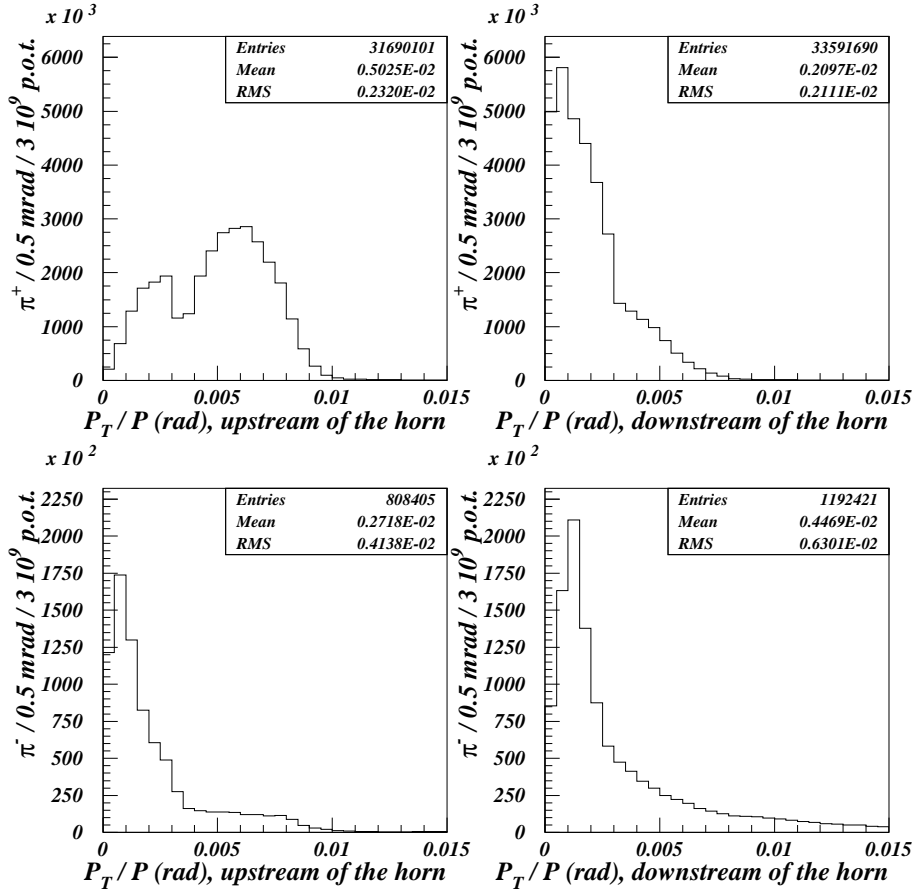 x 10 3
π+ / 0.5 mrad / 3 10^9 p.o.t.
6000
5000
4000
3000
2000
1000
0
Entries 31690101
Mean 0.5025E-02
RMS 0.2320E-02
0 0.005 0.01 0.015
P_T / P (rad), upstream of the horn
x 10 3
π+ / 0.5 mrad / 3 10^9 p.o.t.
6000
5000
4000
3000
2000
1000
0
Entries 33591690
Mean 0.2097E-02
RMS 0.2111E-02
0 0.005 0.01 0.015
P_T / P (rad), downstream of the horn
x 10 2
π- / 0.5 mrad / 3 10^9 p.o.t.
2250
2000
1750
1500
1250
1000
750
500
250
0
Entries 808405
Mean 0.2718E-02
RMS 0.4138E-02
0 0.005 0.01 0.015
P_T / P (rad), upstream of the horn
x 10 2
π- / 0.5 mrad / 3 10^9 p.o.t.
2250
2000
1750
1500
1250
1000
750
500
250
0
Entries 1192421
Mean 0.4469E-02
RMS 0.6301E-02
0 0.005 0.01 0.015
P_T / P (rad), downstream of the horn